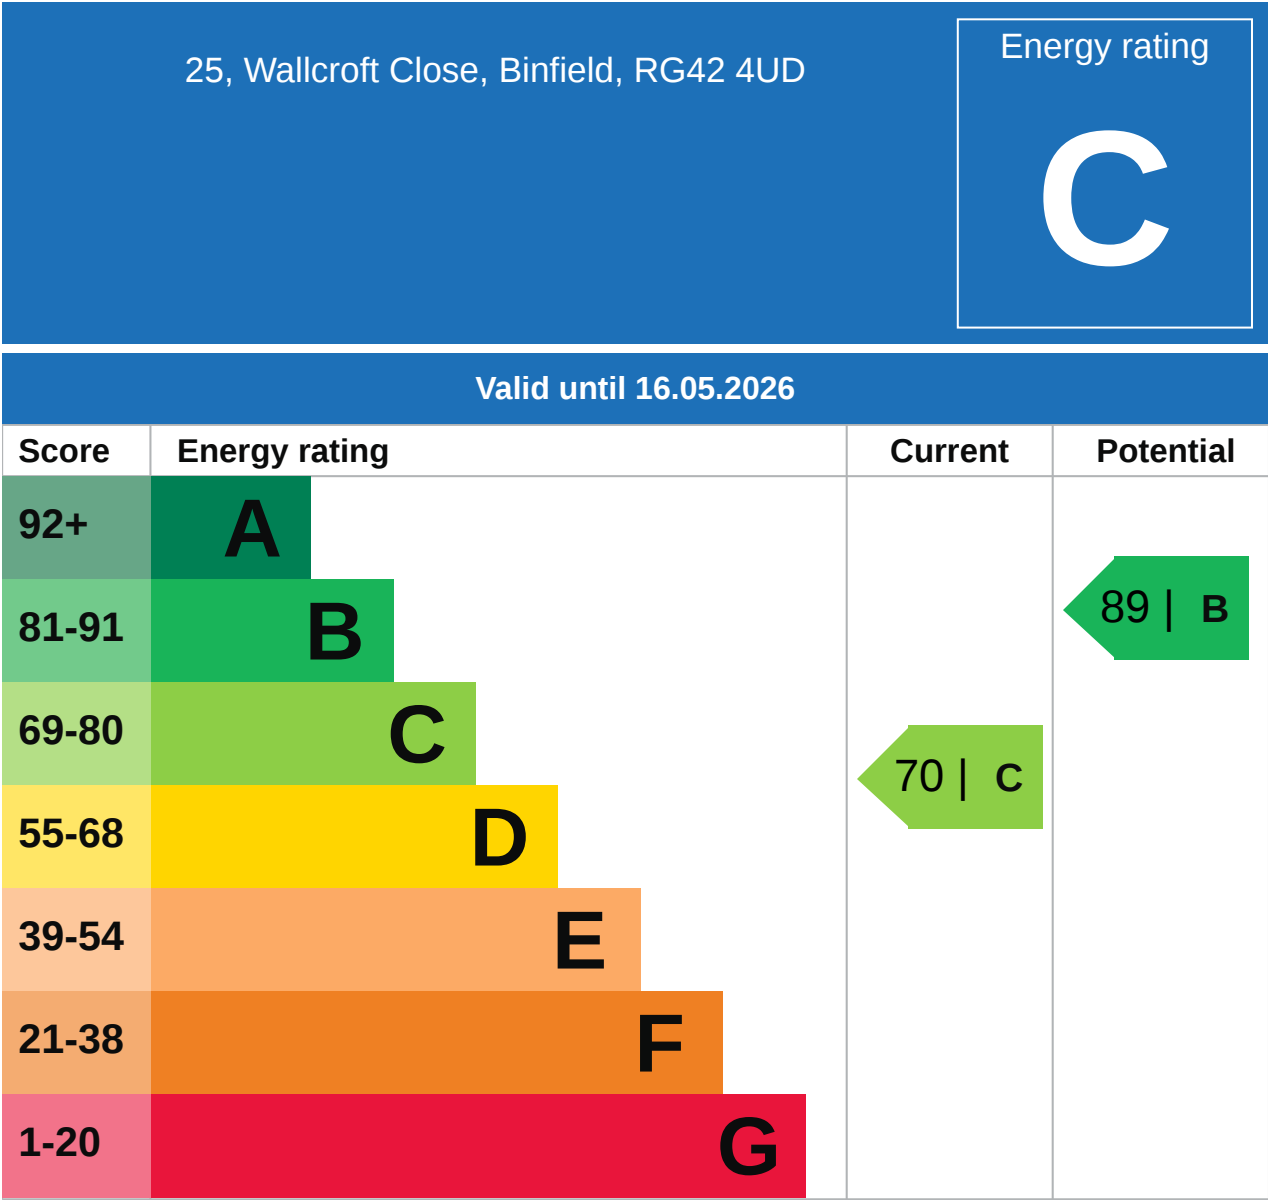 25, Wallcroft Close, Binfield, RG42 4UD
Energy rating
C
Valid until 16.05.2026
Score Energy rating Current Potential
92+ A
81-91 B
89 | B
69-80 C
70 | C
55-68 D
39-54 E
21-38 F
1-20 G